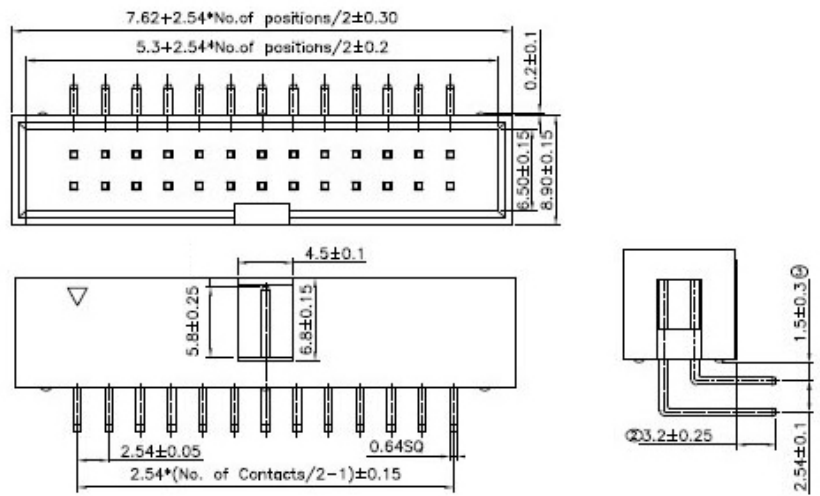 7.62+2.54*No.of positions/2±0.30
5.3+2.54*No.of positions/2±0.2
0.2±0.1
6.50±0.15
8.90±0.15
4.5±0.1
5.8±0.25
6.8±0.15
1.5±0.3④
2.54±0.05
0.64SQ
②3.2±0.25
2.54*(No. of Contacts/2-1)±0.15
2.54±0.1